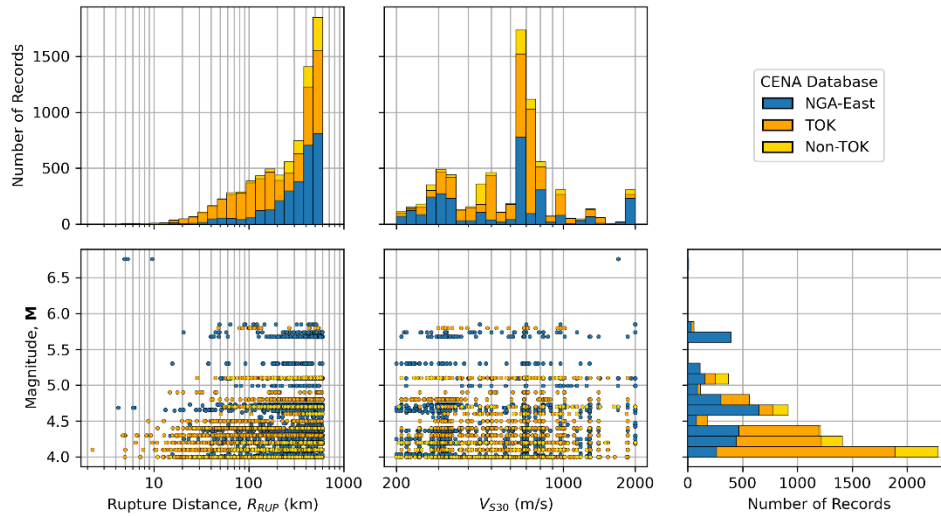 Number of Records
1500
1000
500
0
CENA Database
NGA-East
TOK
Non-TOK
Magnitude, M
6.5
6.0
5.5
5.0
4.5
4.0
10
100
1000
Rupture Distance, R_RUP (km)
200
1000
2000
V_S30 (m/s)
0
500
1000
1500
2000
Number of Records